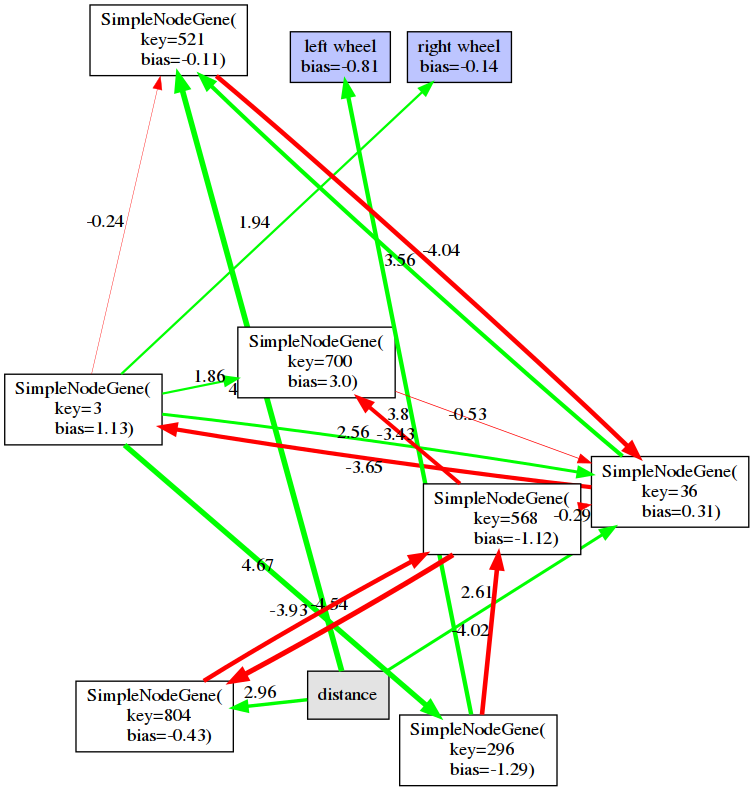 SimpleNodeGene(
key=521
bias=-0.11)
left wheel
bias=-0.81
right wheel
bias=-0.14
-0.24
1.94
3.56
-4.04
SimpleNodeGene(
key=700
bias=3.0)
SimpleNodeGene(
key=3
bias=1.13)
1.86
4
3.8
-0.53
2.56
-3.43
-3.65
SimpleNodeGene(
key=36
bias=0.31)
SimpleNodeGene(
key=568
bias=-1.12)
-0.29
4.67
2.61
-3.93
-4.54
-4.02
SimpleNodeGene(
key=804
bias=-0.43)
2.96
distance
SimpleNodeGene(
key=296
bias=-1.29)